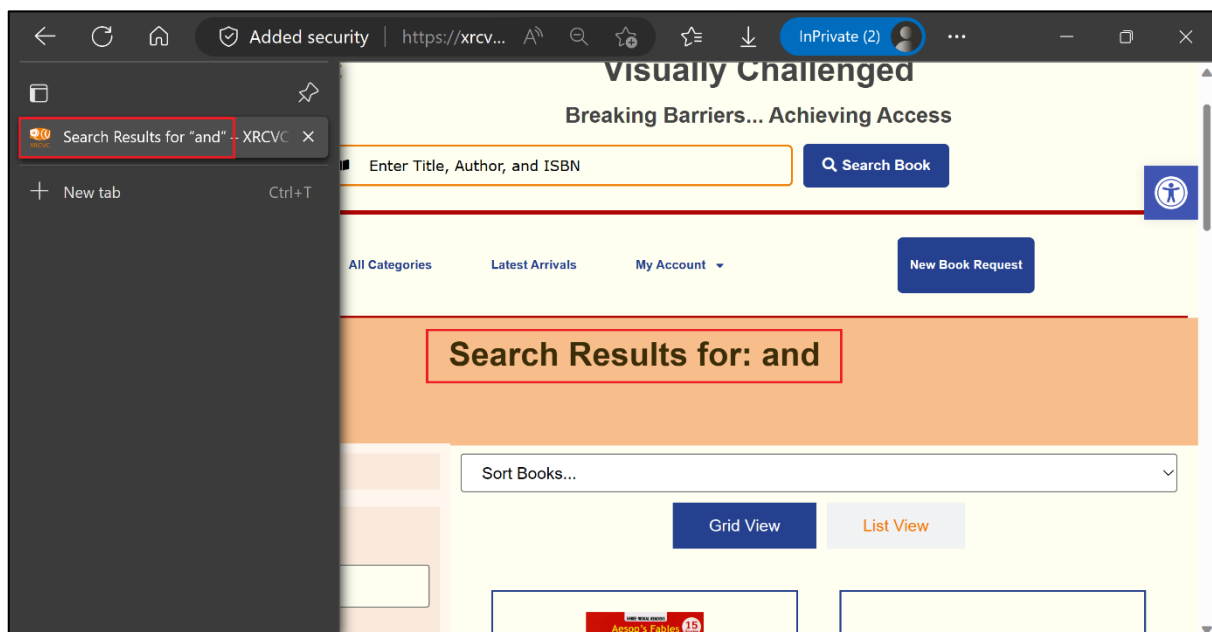 Added security
https://xrcv...
InPrivate (2)
Visually Challenged
Breaking Barriers... Achieving Access
Search Results for “and” – XRCVC
XRCVC
Enter Title, Author, and ISBN
Search Book
New tab
Ctrl+T
All Categories
Latest Arrivals
My Account
New Book Request
Search Results for: and
Sort Books...
Grid View
List View
Aesop's Fables
15